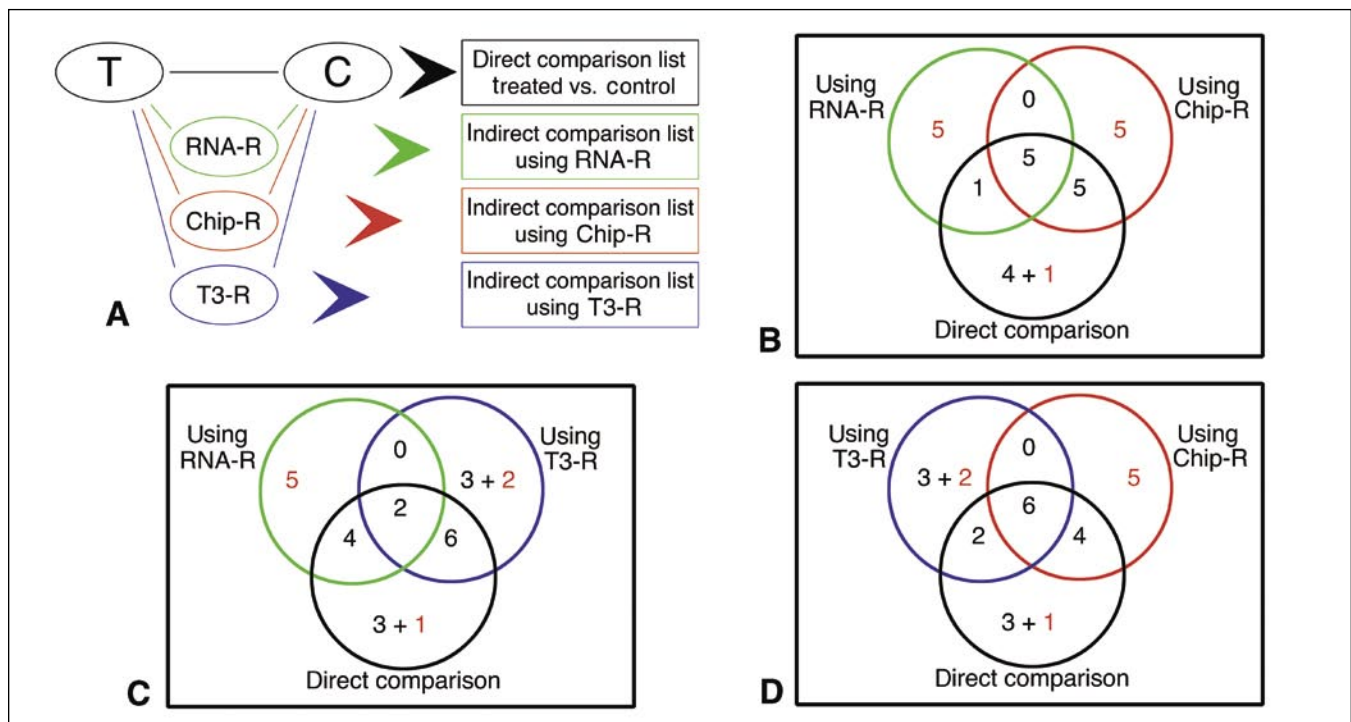 T
C
Direct comparison list
treated vs. control
RNA-R
Indirect comparison list
using RNA-R
Chip-R
Indirect comparison list
using Chip-R
T3-R
Indirect comparison list
using T3-R
A
Using
RNA-R
Using
Chip-R
0
5
5
5
1
5
4 + 1
Direct comparison
B
Using
RNA-R
Using
T3-R
0
5
3 + 2
2
4
6
3 + 1
Direct comparison
C
Using
T3-R
Using
Chip-R
0
3 + 2
5
6
2
4
3 + 1
Direct comparison
D